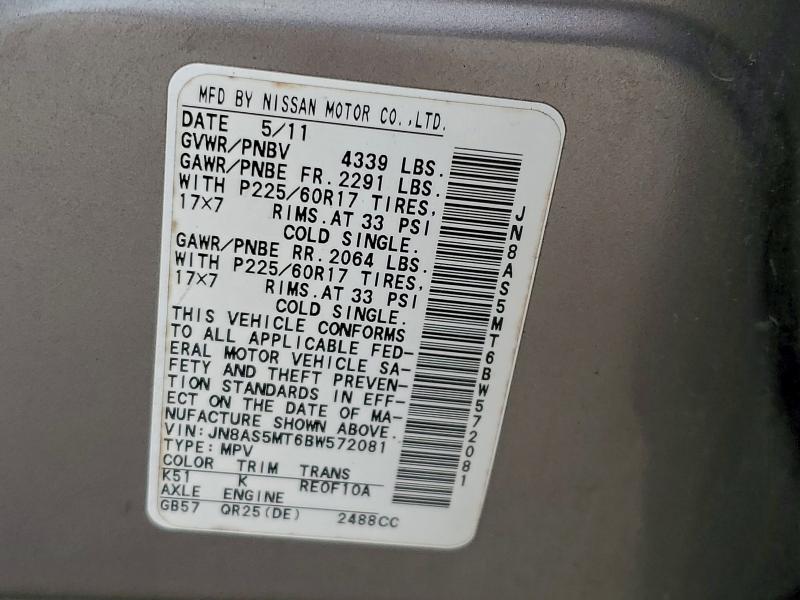 MFD BY NISSAN MOTOR CO.,LTD.
DATE 5/11
GVWR/PNBV 4339 LBS.
GAWR/PNBE FR. 2291 LBS.
WITH P225/60R17 TIRES,
17×7 RIMS.AT 33 PSI
COLD SINGLE.
GAWR/PNBE RR. 2064 LBS.
WITH P225/60R17 TIRES,
17×7 RIMS.AT 33 PSI
COLD SINGLE.
THIS VEHICLE CONFORMS
TO ALL APPLICABLE FED-
ERAL MOTOR VEHICLE SA-
FETY AND THEFT PREVEN-
TION STANDARDS IN EFF-
ECT ON THE DATE OF MA-
NUFACTURE SHOWN ABOVE.
VIN: JN8AS5MT6BW572081
TYPE: MPV
COLOR TRIM TRANS
K51 K RE0F10A
AXLE ENGINE
GB57 QR25(DE) 2488CC
JN8AS5MT6BW572081